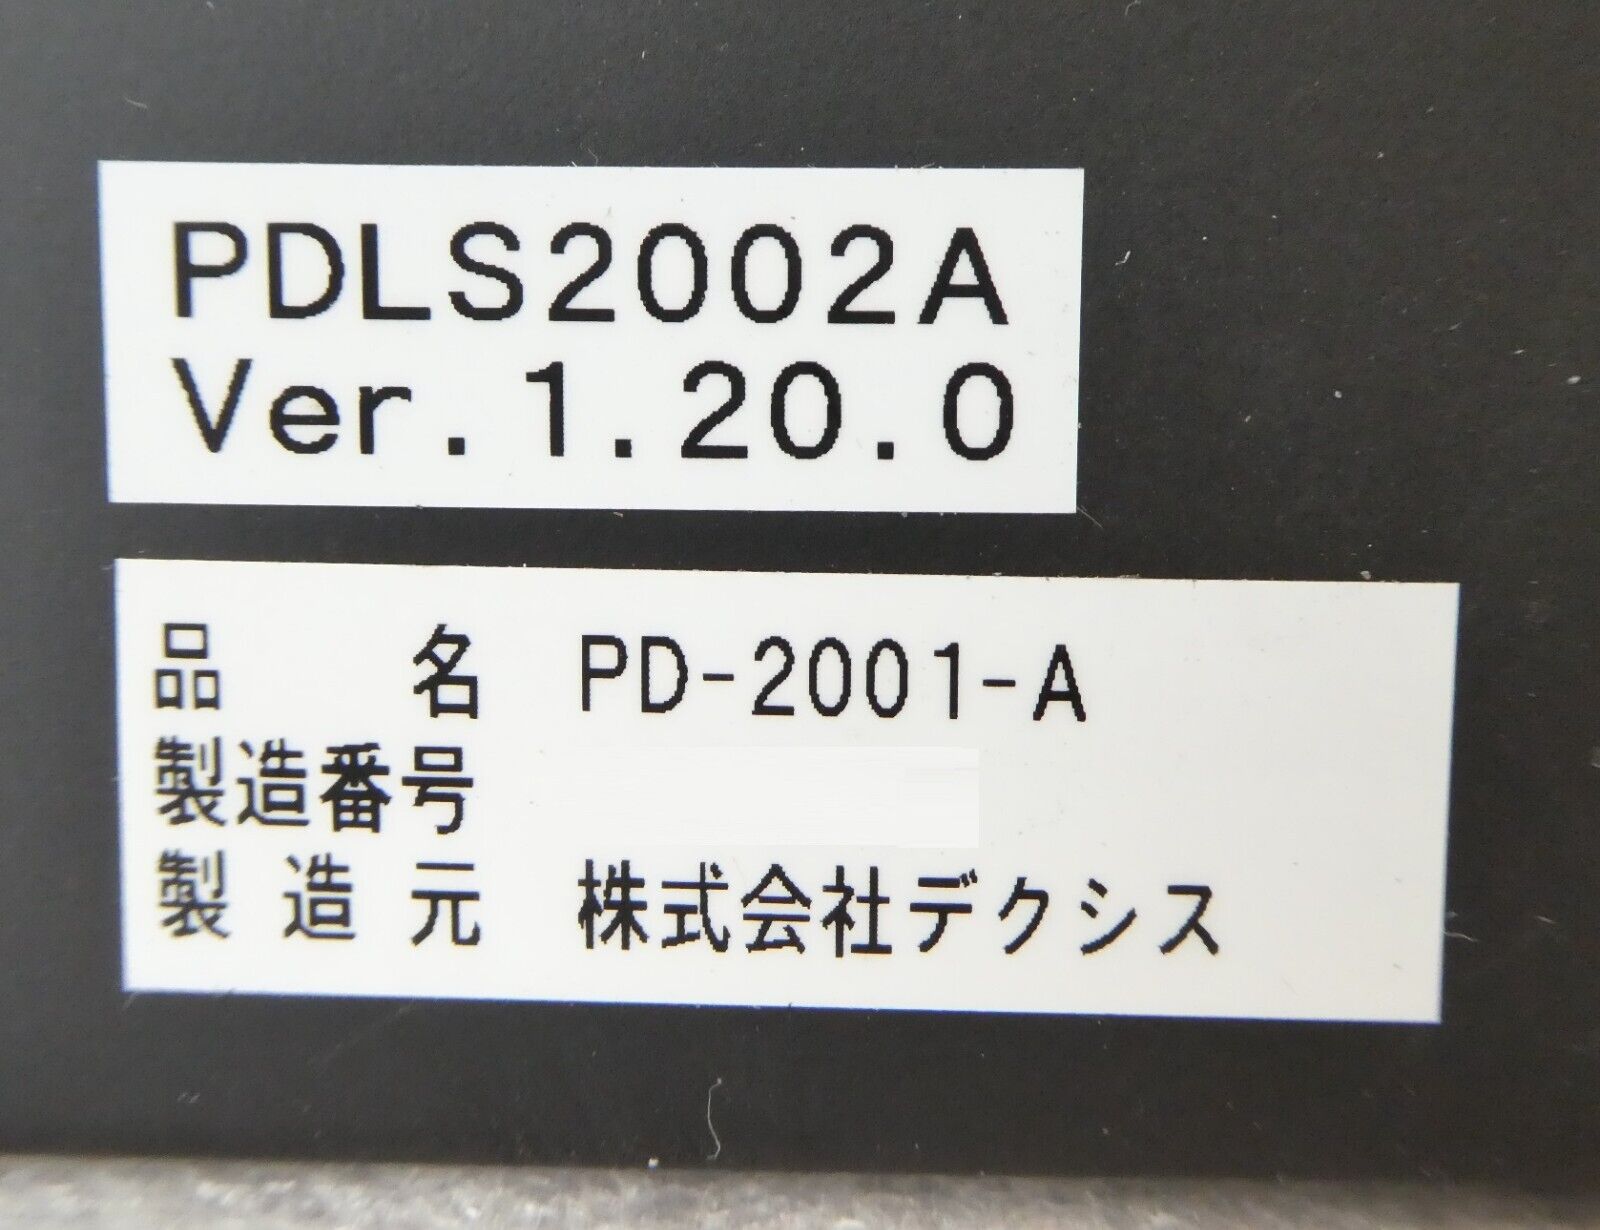 PDLS2002A
Ver.1.20.0
品名 PD-2001-A
製造番号
製造元 株式会社デクシス